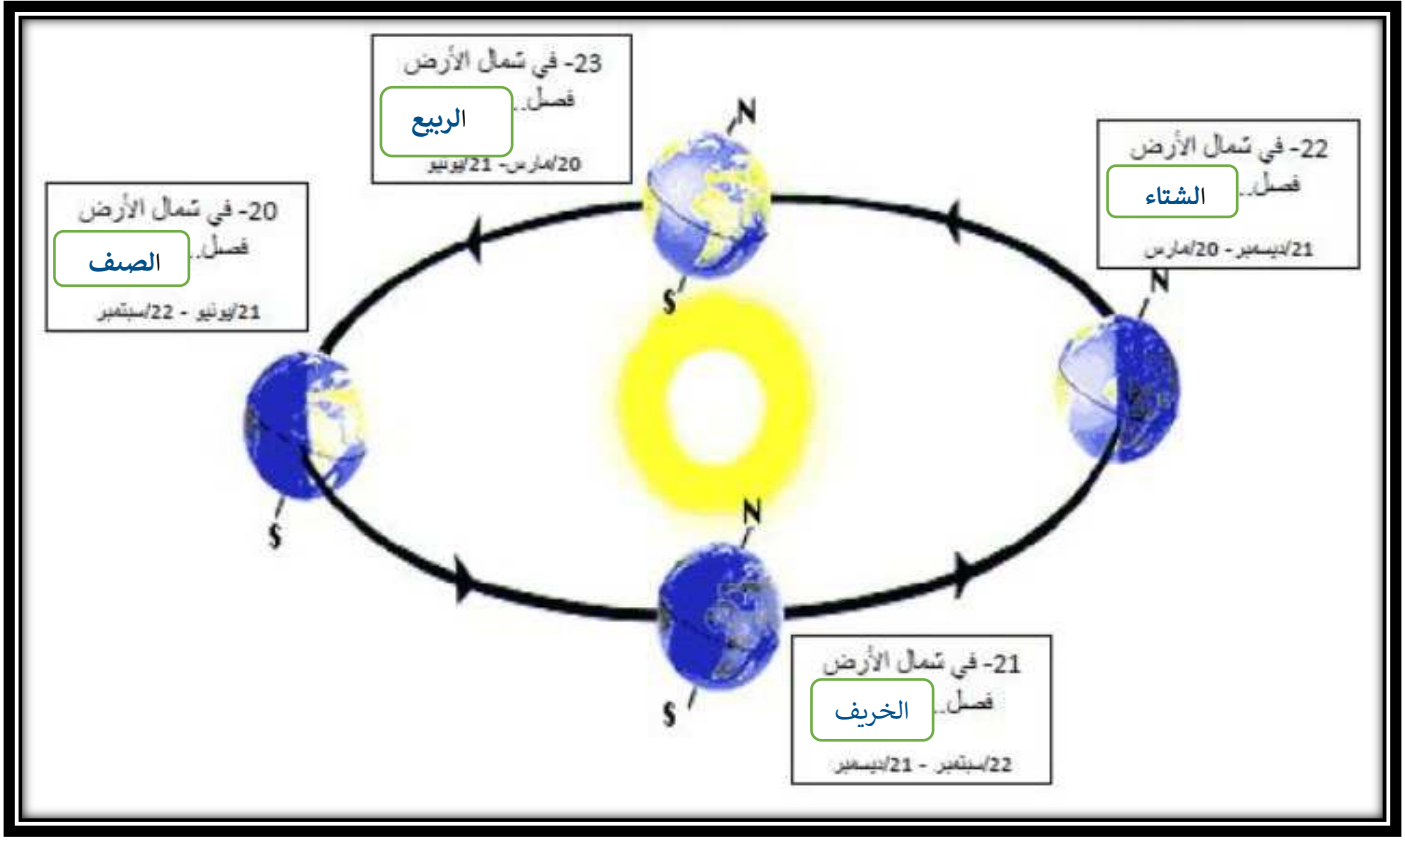 23- في شمال الأرض
فصل..
الربيع
20/مارس- 21/يونيو
N
22- في شمال الأرض
فصل..
الشتاء
21/ديسمبر - 20/مارس
N
20- في شمال الأرض
فصل..
الصىف
21/يونيو - 22/سبتمبر
S
S
N
S
21- في شمال الأرض
فصل..
الخريف
22/سبتمبر - 21/ديسمبر